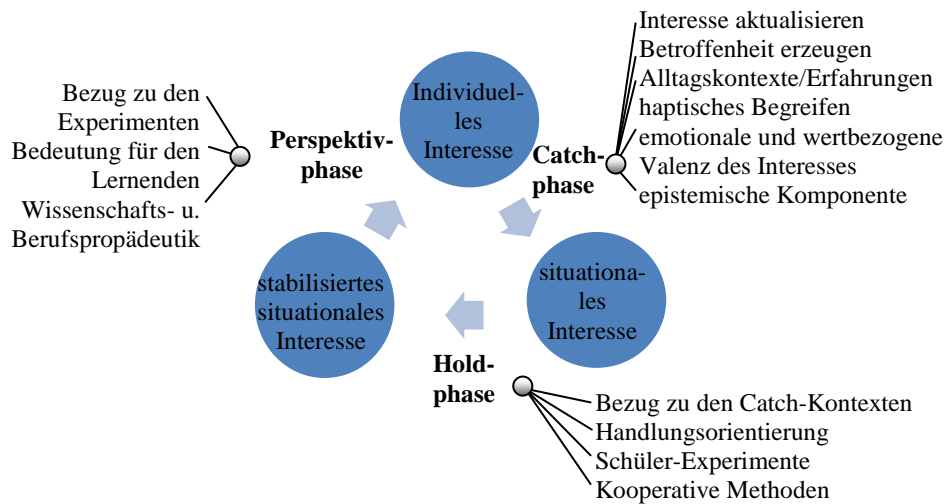 Interesse aktualisieren
Betroffenheit erzeugen
Alltagskontexte/Erfahrungen
haptisches Begreifen
emotionale und wertbezogene
Valenz des Interesses
epistemische Komponente
Individuel-
les
Interesse
Catch-
phase
Bezug zu den
Experimenten
Bedeutung für den
Lernenden
Wissenschafts- u.
Berufspropädeutik
Perspektiv-
phase
stabilisiertes
situationales
Interesse
situationa-
les
Interesse
Hold-
phase
Bezug zu den Catch-Kontexten
Handlungsorientierung
Schüler-Experimente
Kooperative Methoden